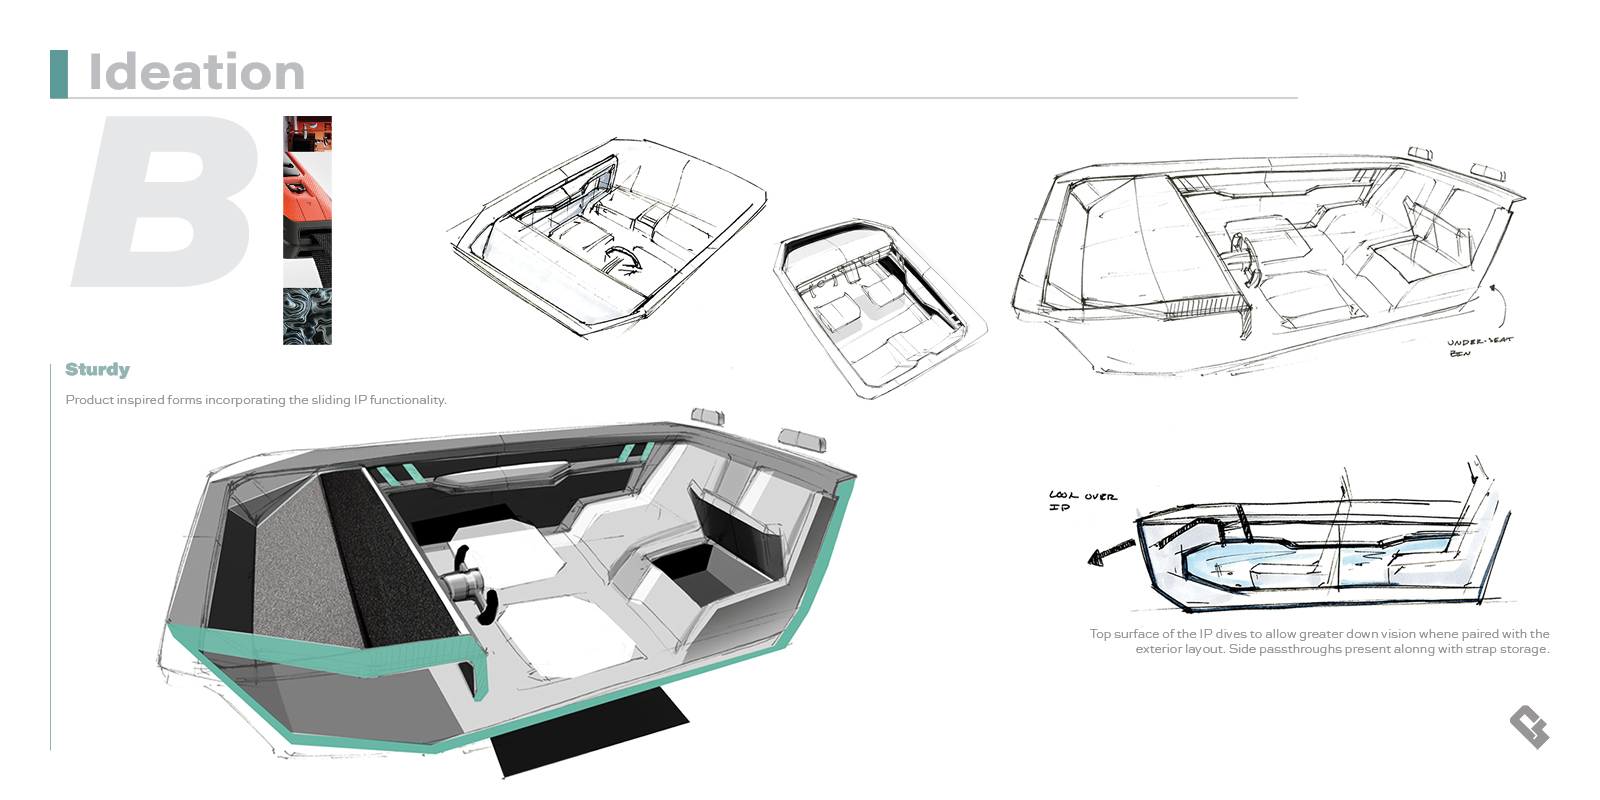 Ideation
B
Sturdy
Product inspired forms incorporating the sliding IP functionality.
UNDER-SEAT
BIN
LOOK OVER
IP
Top surface of the IP dives to allow greater down vision whene paired with the
exterior layout. Side passthroughs present alonng with strap storage.